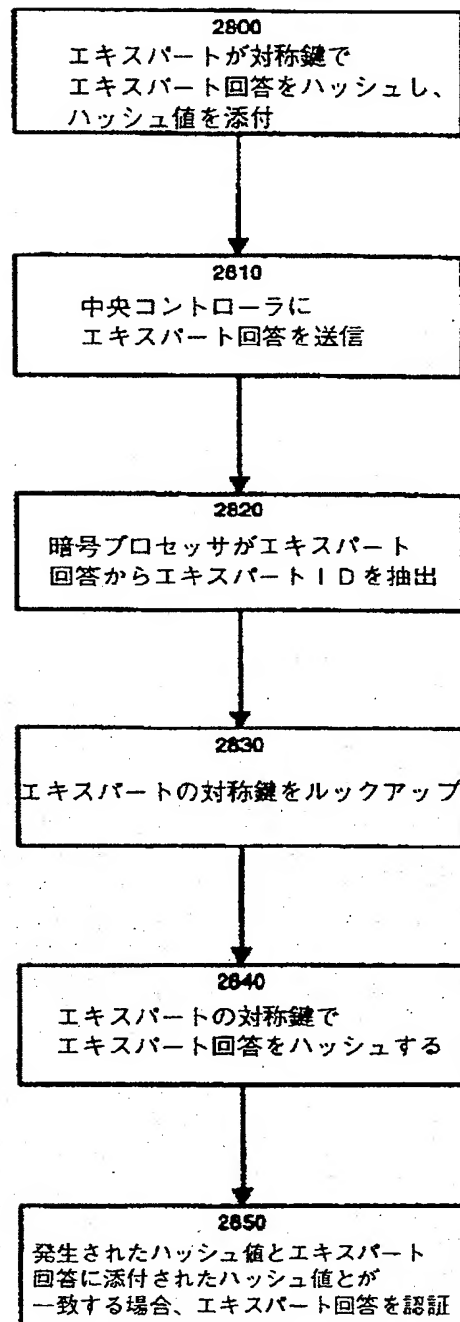 2800
エキスパートが対称鍵で
エキスパート回答をハッシュし、
ハッシュ値を添付
2810
中央コントローラに
エキスパート回答を送信
2820
暗号プロセッサがエキスパート
回答からエキスパートIDを抽出
2830
エキスパートの対称鍵をルックアップ
2840
エキスパートの対称鍵で
エキスパート回答をハッシュする
2850
発生されたハッシュ値とエキスパート
回答に添付されたハッシュ値とが
一致する場合、エキスパート回答を認証